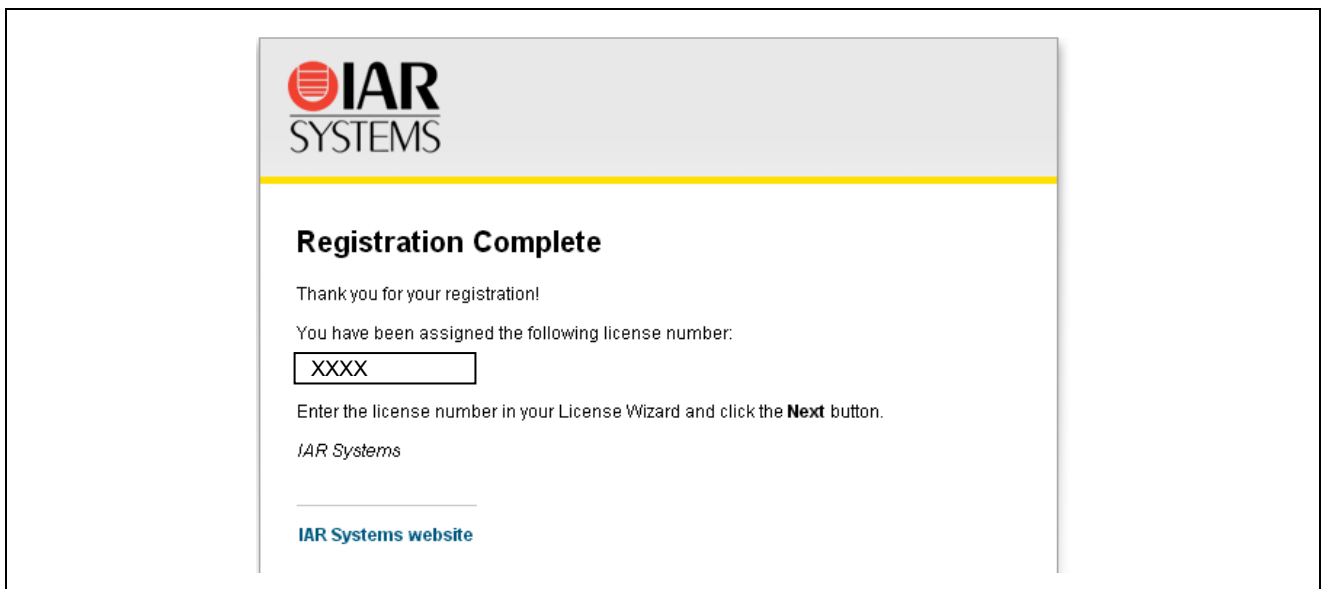 IAR
SYSTEMS
Registration Complete
Thank you for your registration!
You have been assigned the following license number:
XXXX
Enter the license number in your License Wizard and click the Next button.
IAR Systems
IAR Systems website